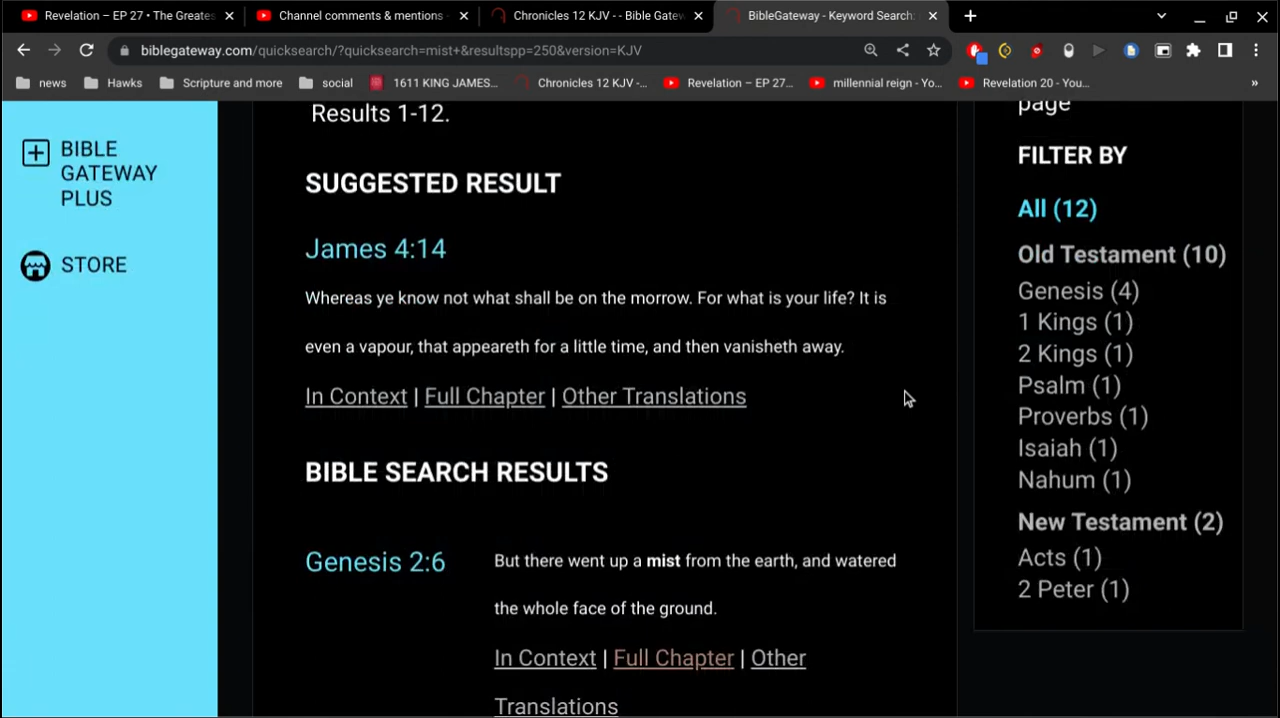 Revelation – EP 27 • The Greates
Channel comments & mentions -
Chronicles 12 KJV - - Bible Gatew
BibleGateway - Keyword Search:
biblegateway.com/quicksearch/?quicksearch=mist+&resultspp=250&version=KJV
news
Hawks
Scripture and more
social
1611 KING JAMES...
Chronicles 12 KJV -...
Revelation – EP 27...
millennial reign - Yo...
Revelation 20 - You...
»
BIBLE
GATEWAY
PLUS
STORE
Results 1-12.
SUGGESTED RESULT
James 4:14
Whereas ye know not what shall be on the morrow. For what is your life? It is
even a vapour, that appeareth for a little time, and then vanisheth away.
In Context | Full Chapter | Other Translations
BIBLE SEARCH RESULTS
Genesis 2:6
But there went up a mist from the earth, and watered
the whole face of the ground.
In Context | Full Chapter | Other
Translations
page
FILTER BY
All (12)
Old Testament (10)
Genesis (4)
1 Kings (1)
2 Kings (1)
Psalm (1)
Proverbs (1)
Isaiah (1)
Nahum (1)
New Testament (2)
Acts (1)
2 Peter (1)